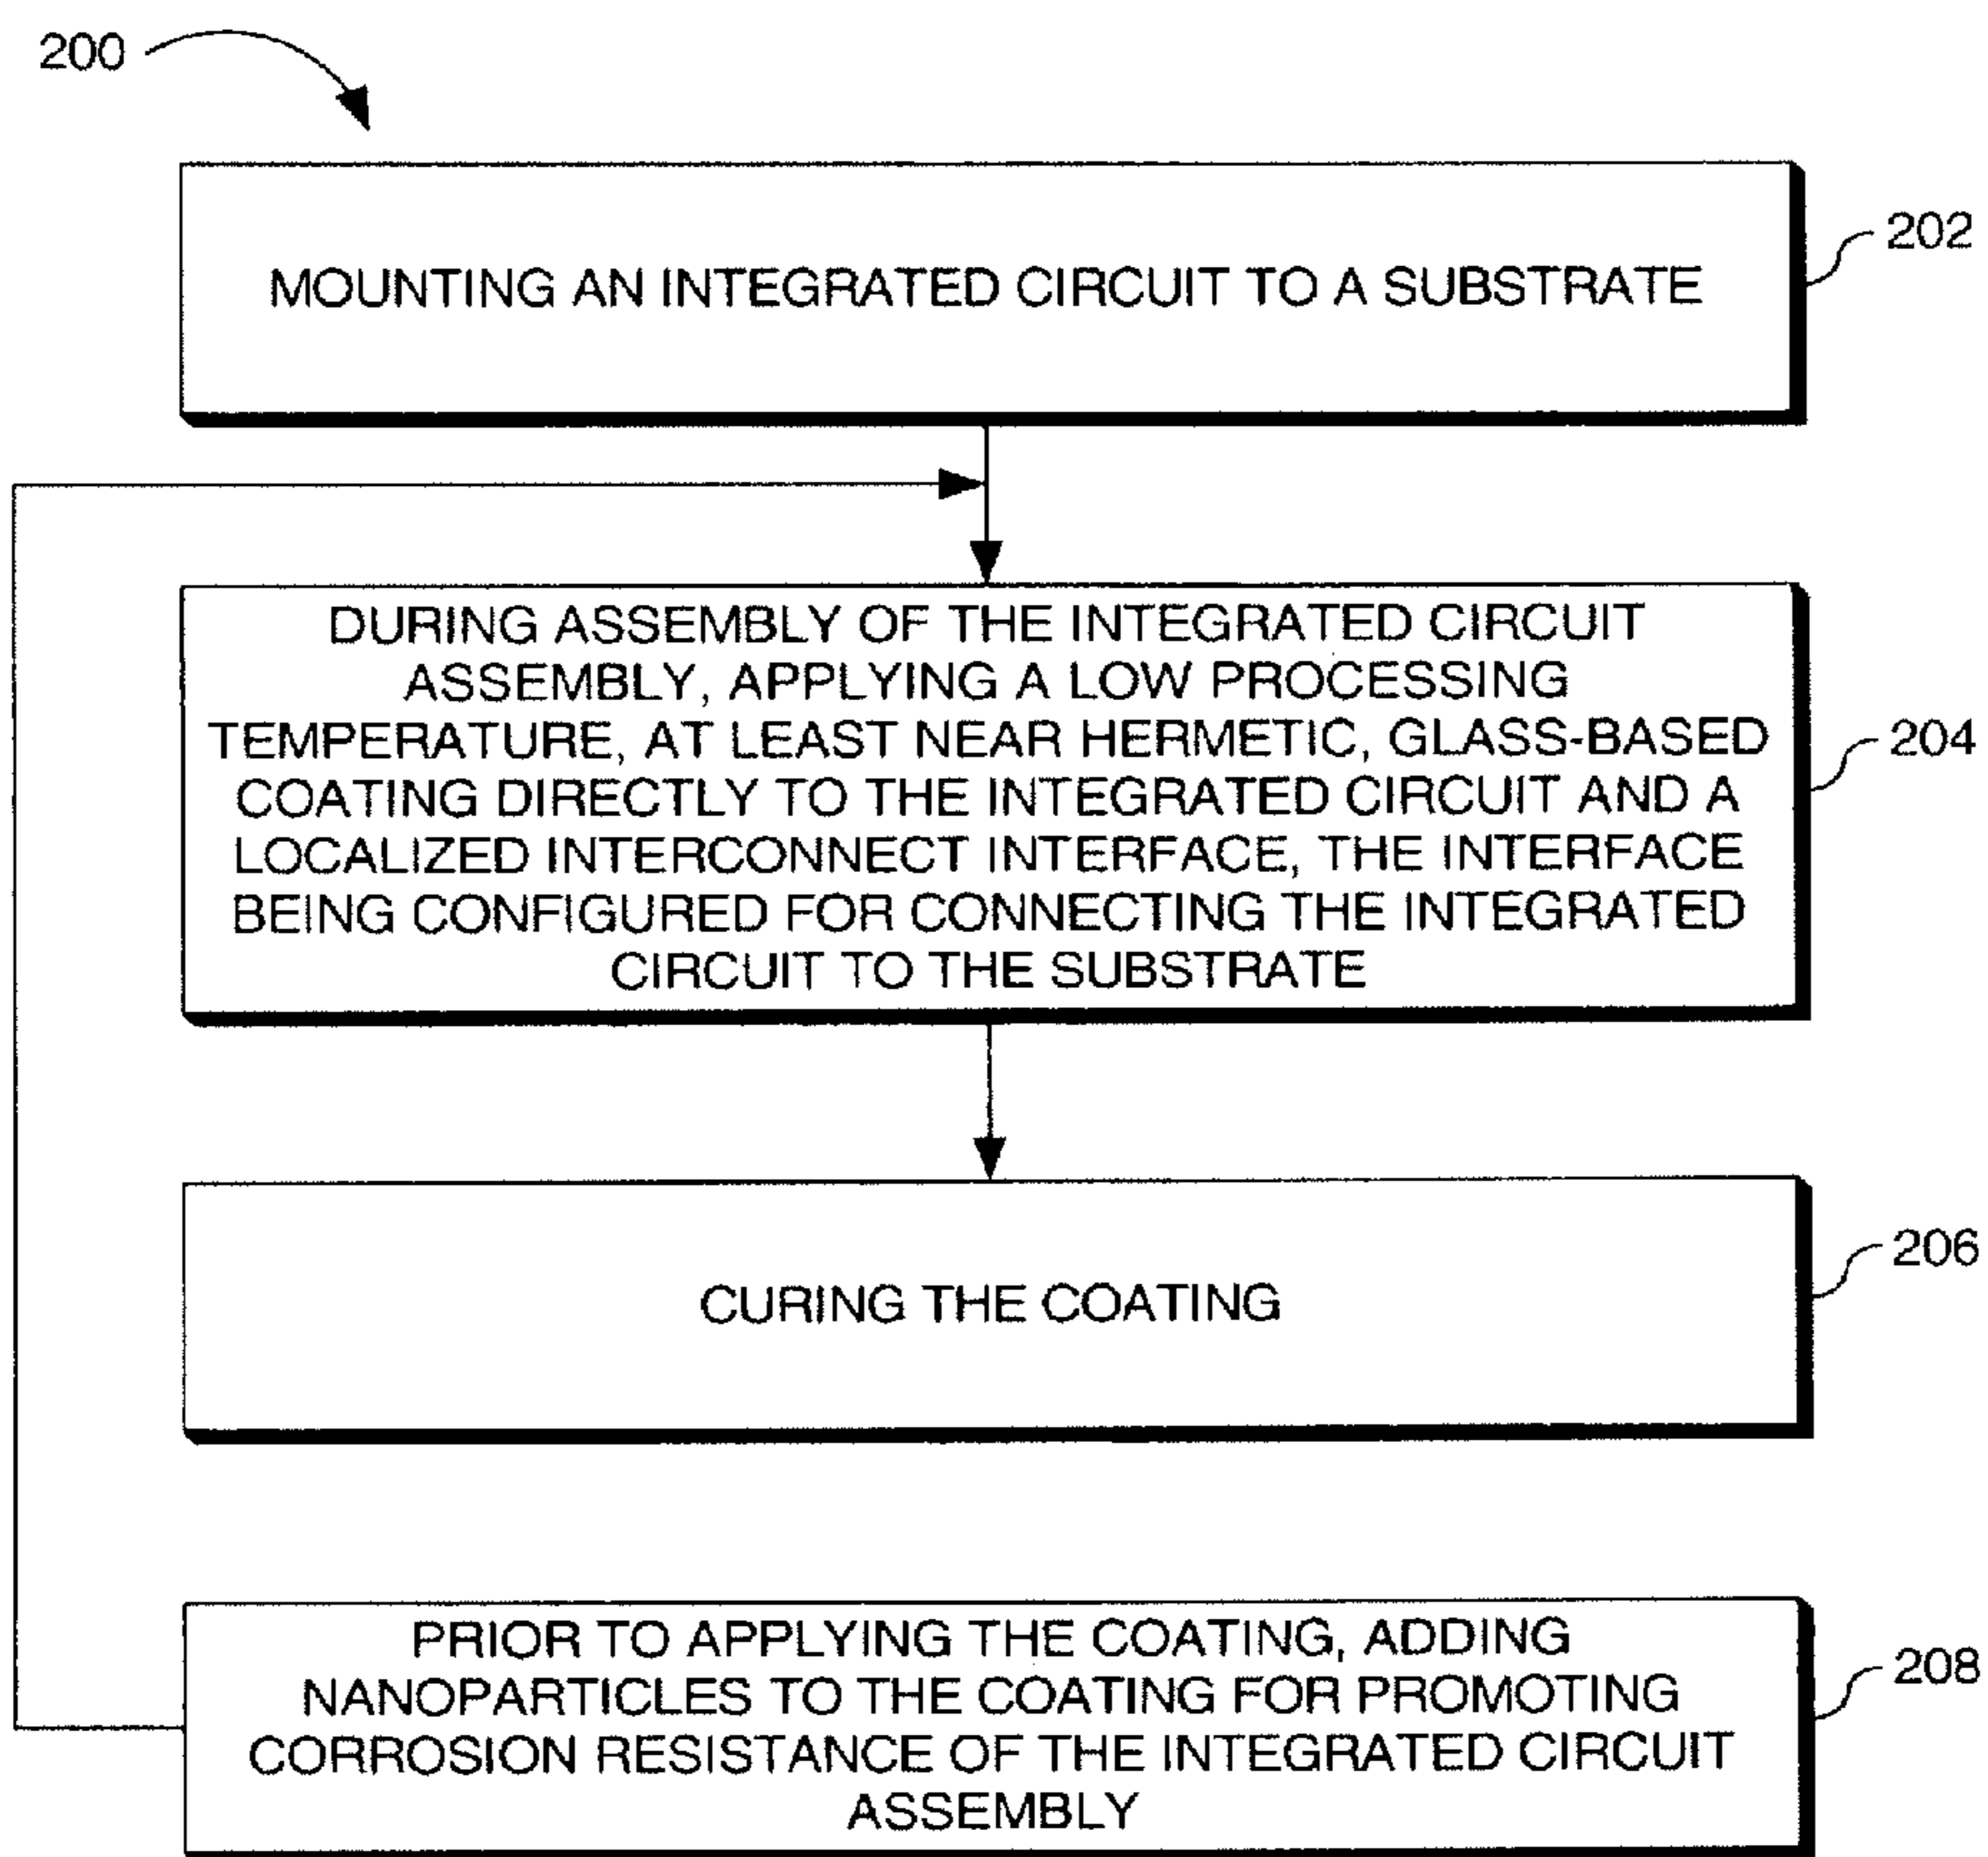 200
MOUNTING AN INTEGRATED CIRCUIT TO A SUBSTRATE
202
DURING ASSEMBLY OF THE INTEGRATED CIRCUIT
ASSEMBLY, APPLYING A LOW PROCESSING
TEMPERATURE, AT LEAST NEAR HERMETIC, GLASS-BASED
COATING DIRECTLY TO THE INTEGRATED CIRCUIT AND A
LOCALIZED INTERCONNECT INTERFACE, THE INTERFACE
BEING CONFIGURED FOR CONNECTING THE INTEGRATED
CIRCUIT TO THE SUBSTRATE
204
CURING THE COATING
206
PRIOR TO APPLYING THE COATING, ADDING
NANOPARTICLES TO THE COATING FOR PROMOTING
CORROSION RESISTANCE OF THE INTEGRATED CIRCUIT
ASSEMBLY
208